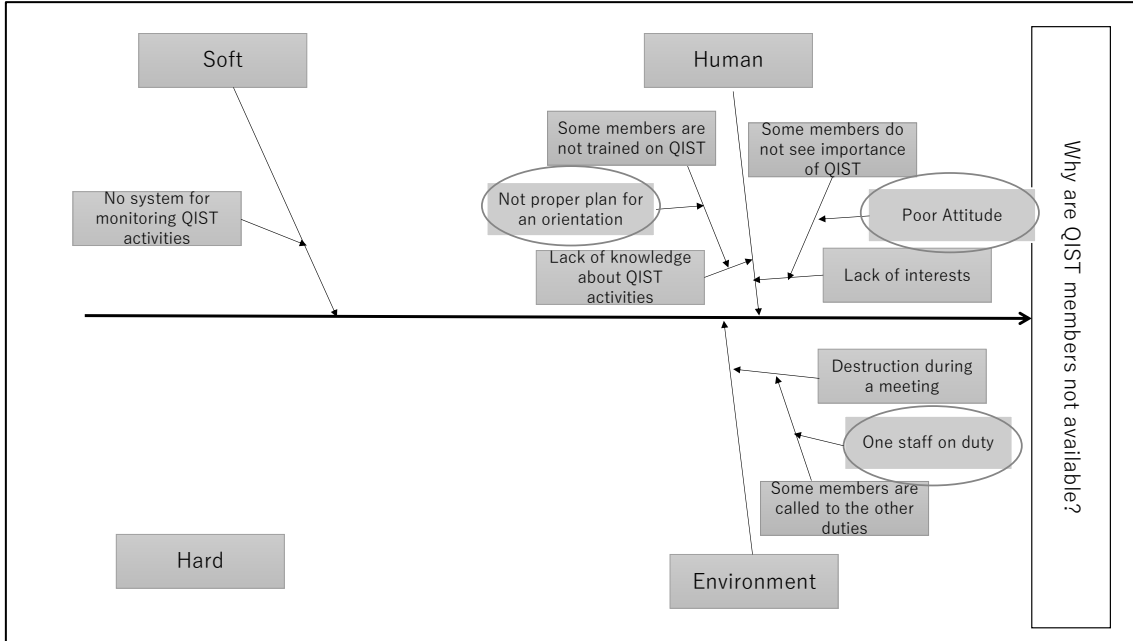 Soft
Human
Some members are
not trained on QIST
Some members do
not see importance
of QIST
No system for
monitoring QIST
activities
Not proper plan for
an orientation
Poor Attitude
Lack of knowledge
about QIST
activities
Lack of interests
Why are QIST members not available?
Destruction during
a meeting
One staff on duty
Some members are
called to the other
duties
Hard
Environment